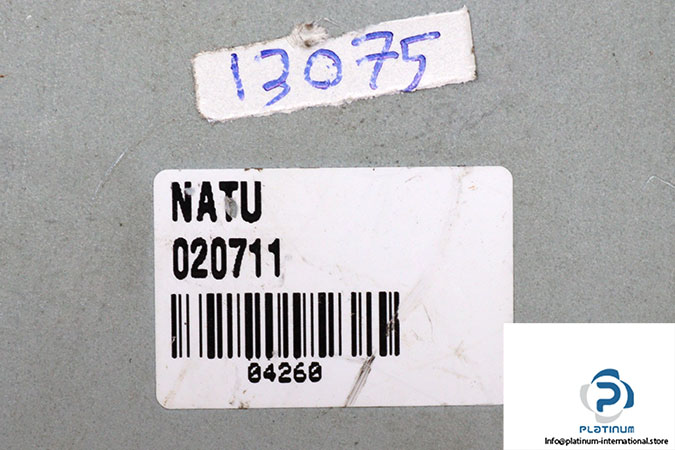 13075
NATU
020711
04260
PLATINUM
Info@platinum-international.store